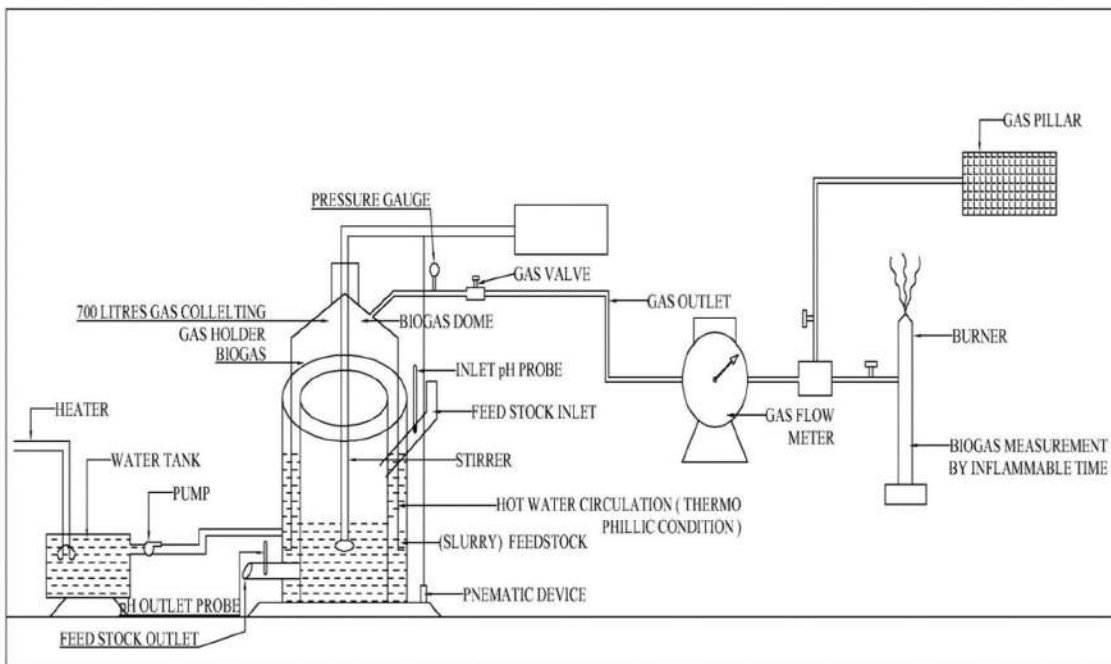 GAS PILLAR
PRESSURE GAUGE
GAS VALVE
GAS OUTLET
700 LITRES GAS COLLELTING
GAS HOLDER
BIOGAS DOME
BIOGAS
BURNER
INLET pH PROBE
HEATER
FEED STOCK INLET
GAS FLOW
METER
WATER TANK
STIRRER
BIOGAS MEASUREMENT
BY INFLAMMABLE TIME
PUMP
HOT WATER CIRCULATION ( THERMO
PHILLIC CONDITION )
(SLURRY) FEEDSTOCK
PNEMATIC DEVICE
pH OUTLET PROBE
FEED STOCK OUTLET